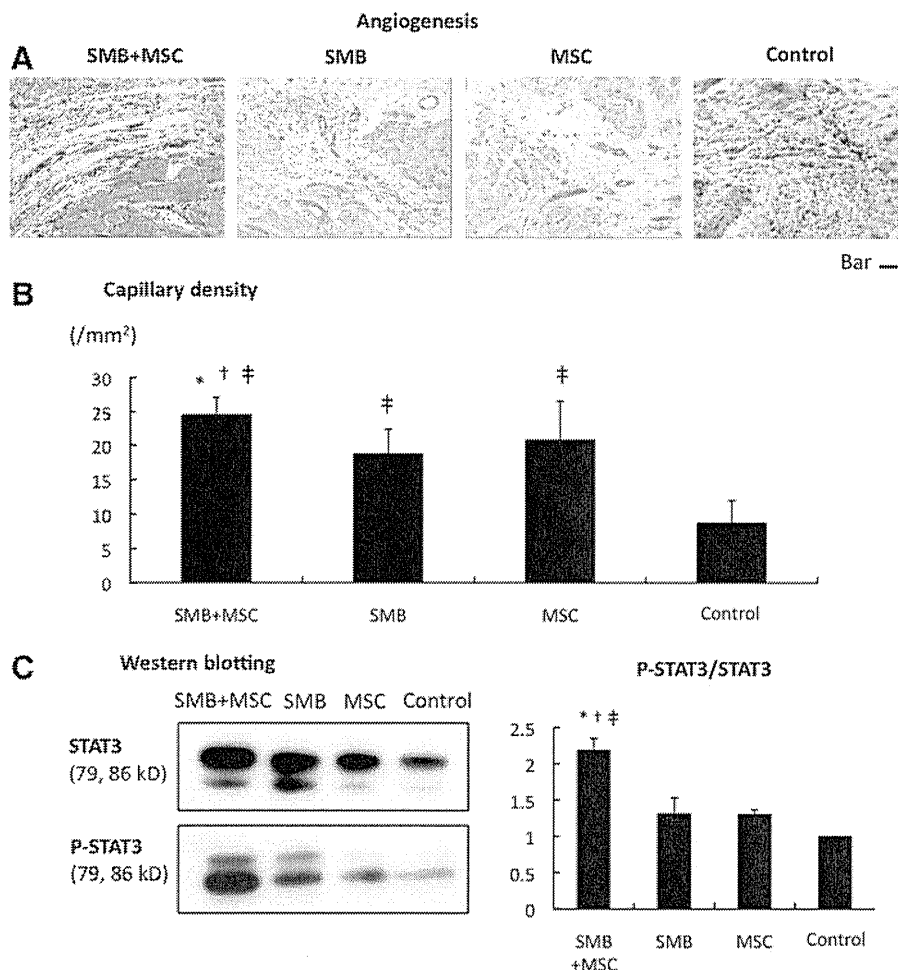 Angiogenesis
A SMB+MSC SMB MSC Control
Bar
B Capillary density
(/mm²)
* † ‡
‡
‡
30
25
20
15
10
5
0
SMB+MSC SMB MSC Control
C Western blotting
SMB+MSC SMB MSC Control
STAT3
(79, 86 kD)
P-STAT3
(79, 86 kD)
P-STAT3/STAT3
* † ‡
2.5
2
1.5
1
0.5
0
SMB
+MSC
SMB MSC Control